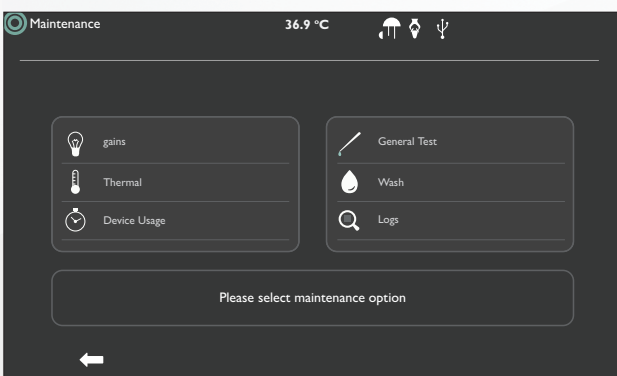 Maintenance 36.9 °C
gains
Thermal
Device Usage
General Test
Wash
Logs
Please select maintenance option